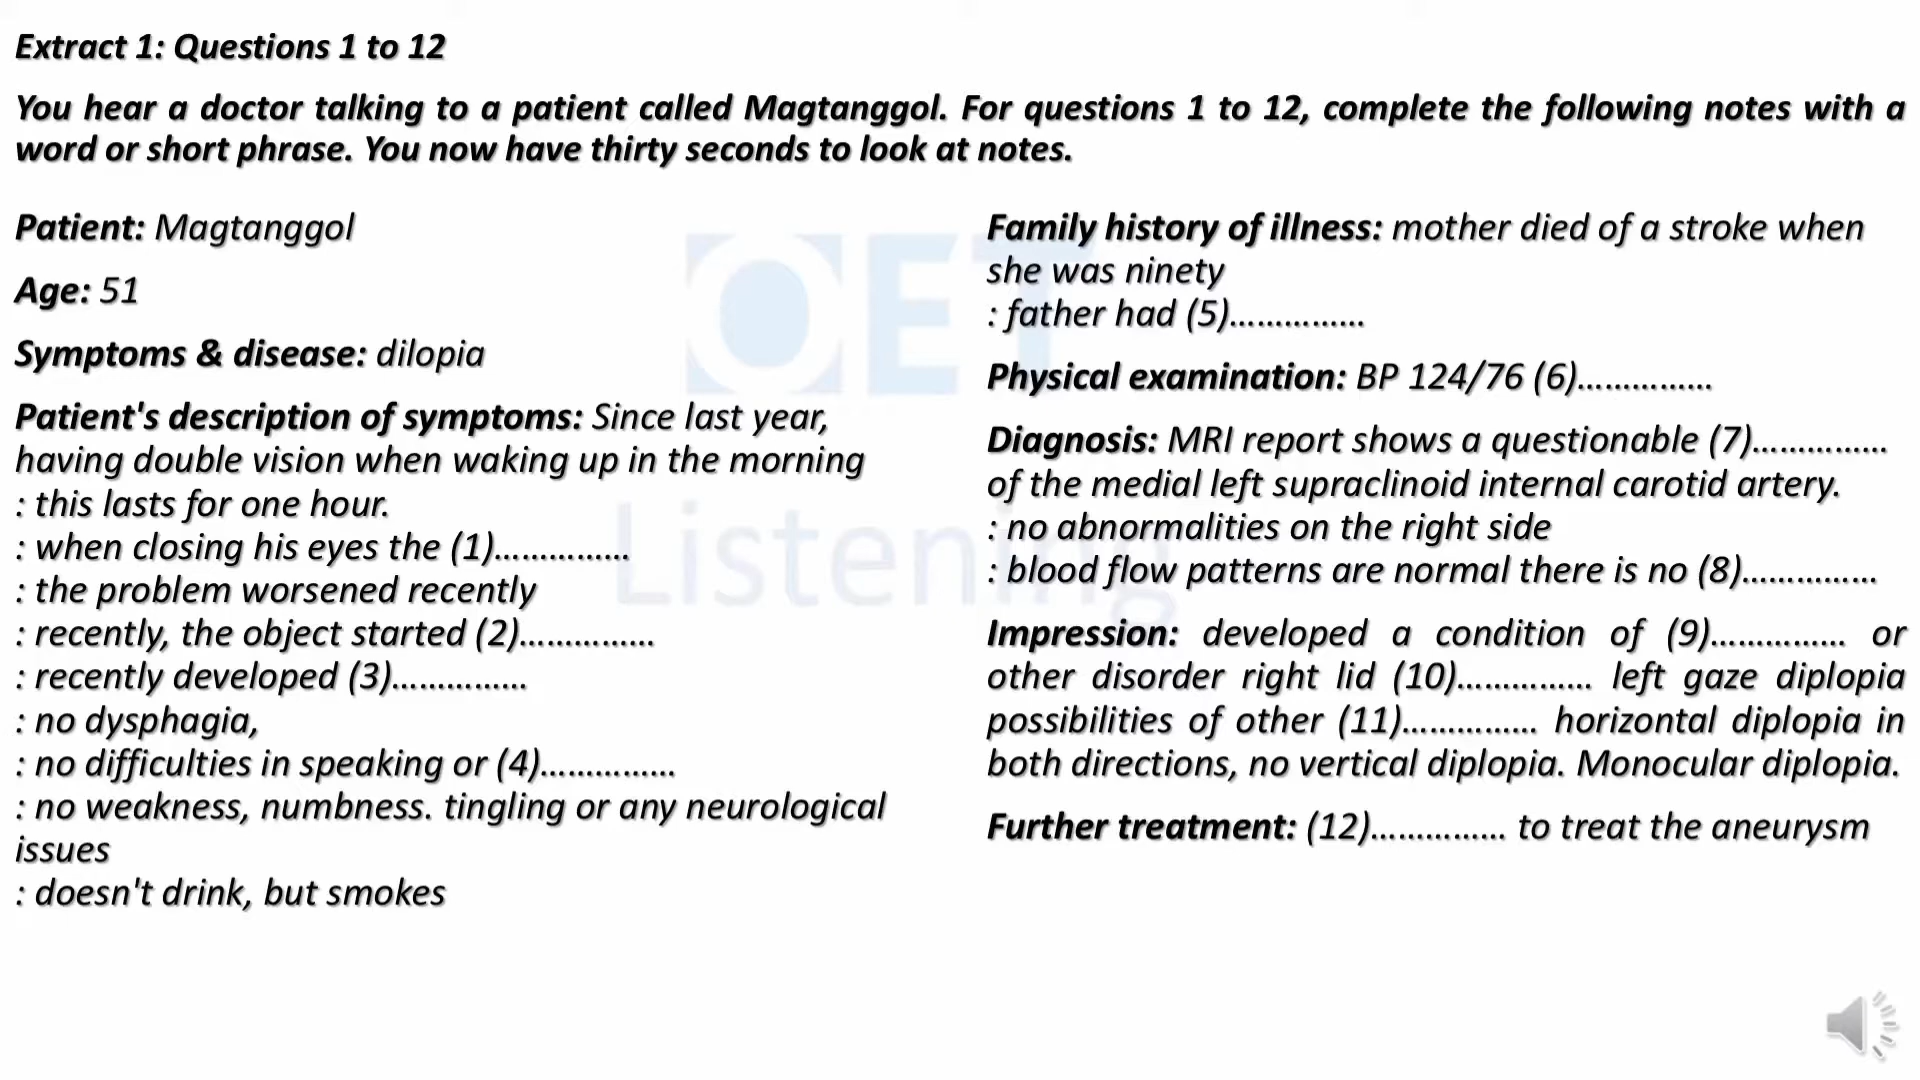 Extract 1: Questions 1 to 12
You hear a doctor talking to a patient called Magtanggol. For questions 1 to 12, complete the following notes with a
word or short phrase. You now have thirty seconds to look at notes.
Patient: Magtanggol
Age: 51
Symptoms & disease: dilopia
Patient's description of symptoms: Since last year,
having double vision when waking up in the morning
: this lasts for one hour.
: when closing his eyes the (1)……………
: the problem worsened recently
: recently, the object started (2)……………
: recently developed (3)……………
: no dysphagia,
: no difficulties in speaking or (4)……………
: no weakness, numbness. tingling or any neurological
issues
: doesn't drink, but smokes
Family history of illness: mother died of a stroke when
she was ninety
: father had (5)……………
Physical examination: BP 124/76 (6)……………
Diagnosis: MRI report shows a questionable (7)……………
of the medial left supraclinoid internal carotid artery.
: no abnormalities on the right side
: blood flow patterns are normal there is no (8)……………
Impression: developed a condition of (9)…………… or
other disorder right lid (10)…………… left gaze diplopia
possibilities of other (11)…………… horizontal diplopia in
both directions, no vertical diplopia. Monocular diplopia.
Further treatment: (12)…………… to treat the aneurysm
OET
Listening